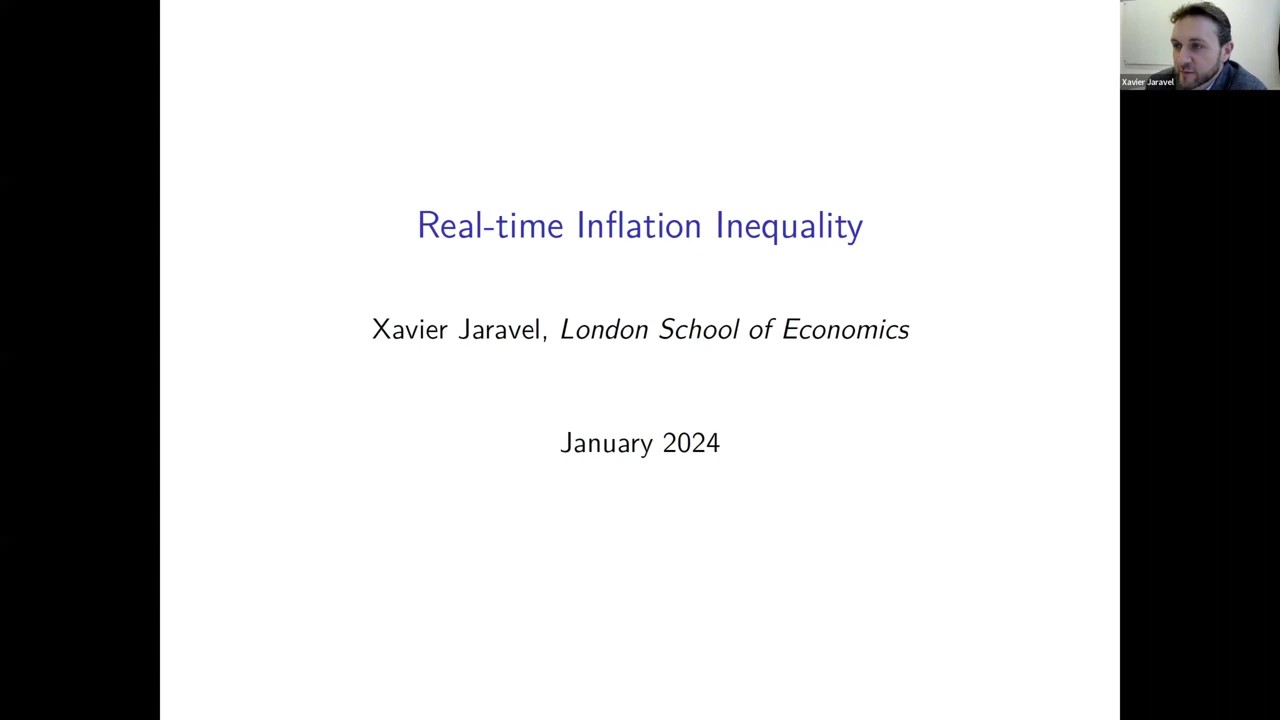 Real-time Inflation Inequality
Xavier Jaravel, London School of Economics
January 2024
Xavier Jaravel